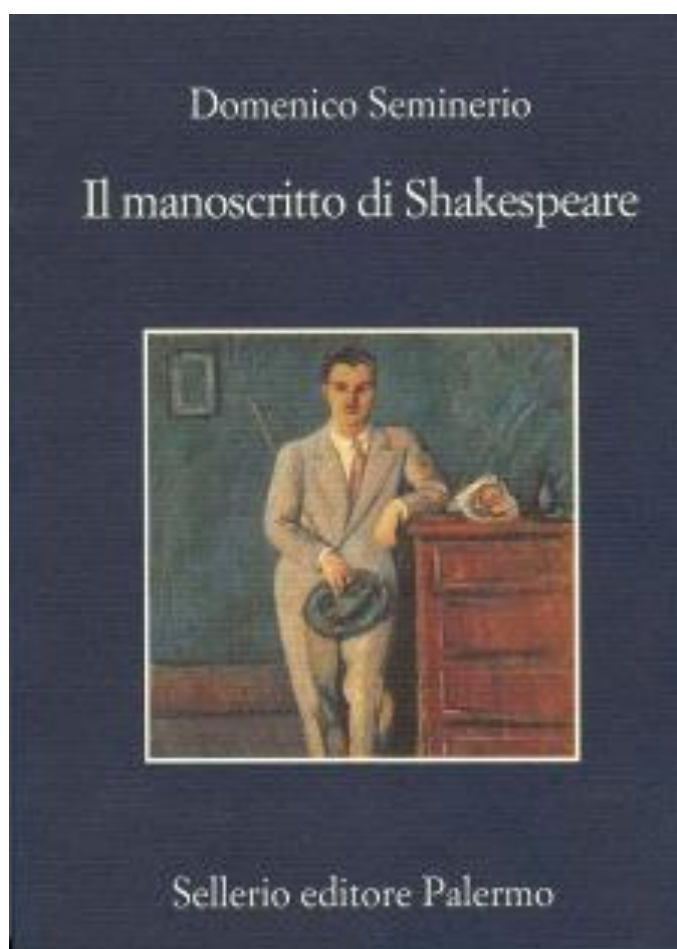 Domenico Seminerio
Il manoscritto di Shakespeare
Sellerio editore Palermo